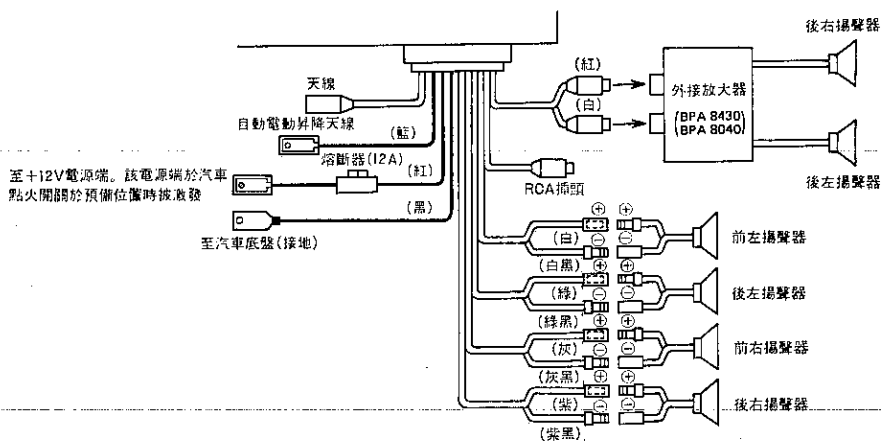 天線
自動電動昇降天線
(藍)
熔斷器(12A)
(紅)
至+12V電源端。該電源端於汽車
點火開關於預備位置時被激發
(黑)
至汽車底盤(接地)
(紅)
(白)
外接放大器
(BPA 8430
BPA 8040)
後右揚聲器
後左揚聲器
RCA插頭
⊕ ⊕
(白) ⊖ ⊖
前左揚聲器
(白黑) ⊕ ⊕
(綠) ⊖ ⊖
後左揚聲器
(綠黑) ⊕ ⊕
(灰) ⊖ ⊖
前右揚聲器
(灰黑) ⊕ ⊕
(紫) ⊖ ⊖
後右揚聲器
(紫黑)